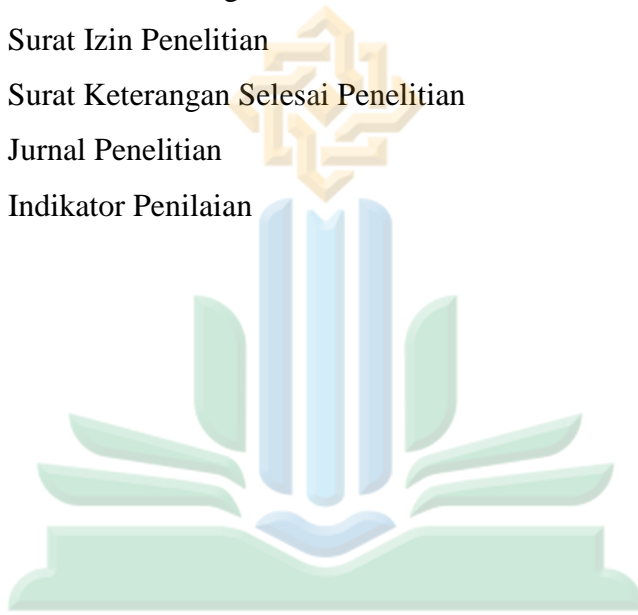 Surat Izin Penelitian
Surat Keterangan Selesai Penelitian
Jurnal Penelitian
Indikator Penilaian